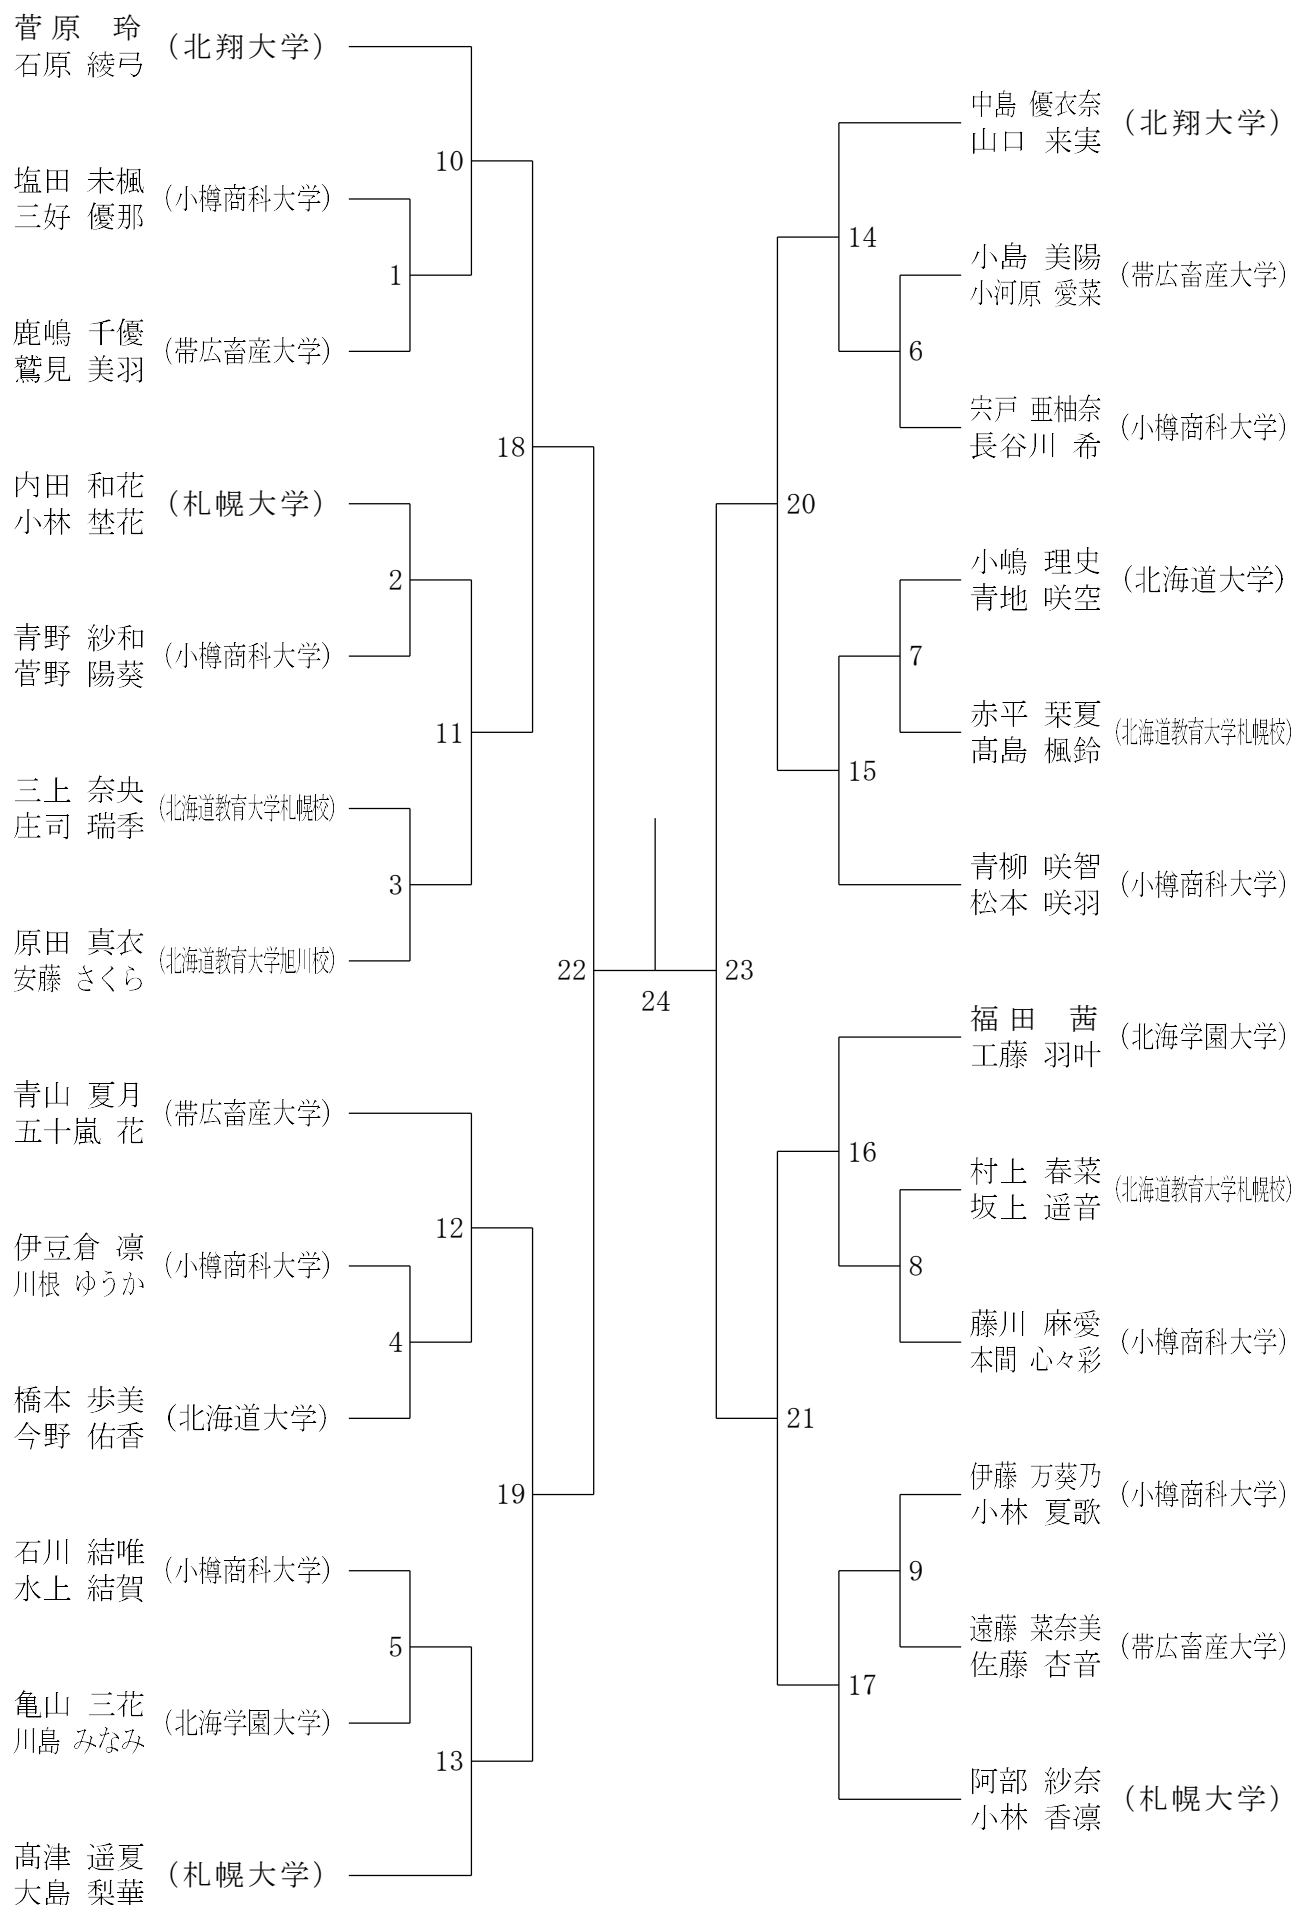 菅原 玲
石原 綾弓
(北翔大学)
塩田 未楓
三好 優那
(小樽商科大学)
鹿嶋 千優
鷲見 美羽
(帯広畜産大学)
内田 和花
小林 埜花
(札幌大学)
青野 紗和
菅野 陽葵
(小樽商科大学)
三上 奈央
庄司 瑞季
(北海道教育大学札幌校)
原田 真衣
安藤 さくら
(北海道教育大学旭川校)
青山 夏月
五十嵐 花
(帯広畜産大学)
伊豆倉 凛
川根 ゆうか
(小樽商科大学)
橋本 歩美
今野 佑香
(北海道大学)
石川 結唯
水上 結賀
(小樽商科大学)
亀山 三花
川島 みなみ
(北海学園大学)
髙津 遥夏
大島 梨華
(札幌大学)
1
2
3
4
5
10
11
12
13
18
19
22
24
23
20
21
14
15
16
17
6
7
8
9
中島 優衣奈
山口 来実
(北翔大学)
小島 美陽
小河原 愛菜
(帯広畜産大学)
宍戸 亜柚奈
長谷川 希
(小樽商科大学)
小嶋 理史
青地 咲空
(北海道大学)
赤平 栞夏
髙島 楓鈴
(北海道教育大学札幌校)
青柳 咲智
松本 咲羽
(小樽商科大学)
福田 茜
工藤 羽叶
(北海学園大学)
村上 春菜
坂上 遥音
(北海道教育大学札幌校)
藤川 麻愛
本間 心々彩
(小樽商科大学)
伊藤 万葵乃
小林 夏歌
(小樽商科大学)
遠藤 菜奈美
佐藤 杏音
(帯広畜産大学)
阿部 紗奈
小林 香凛
(札幌大学)